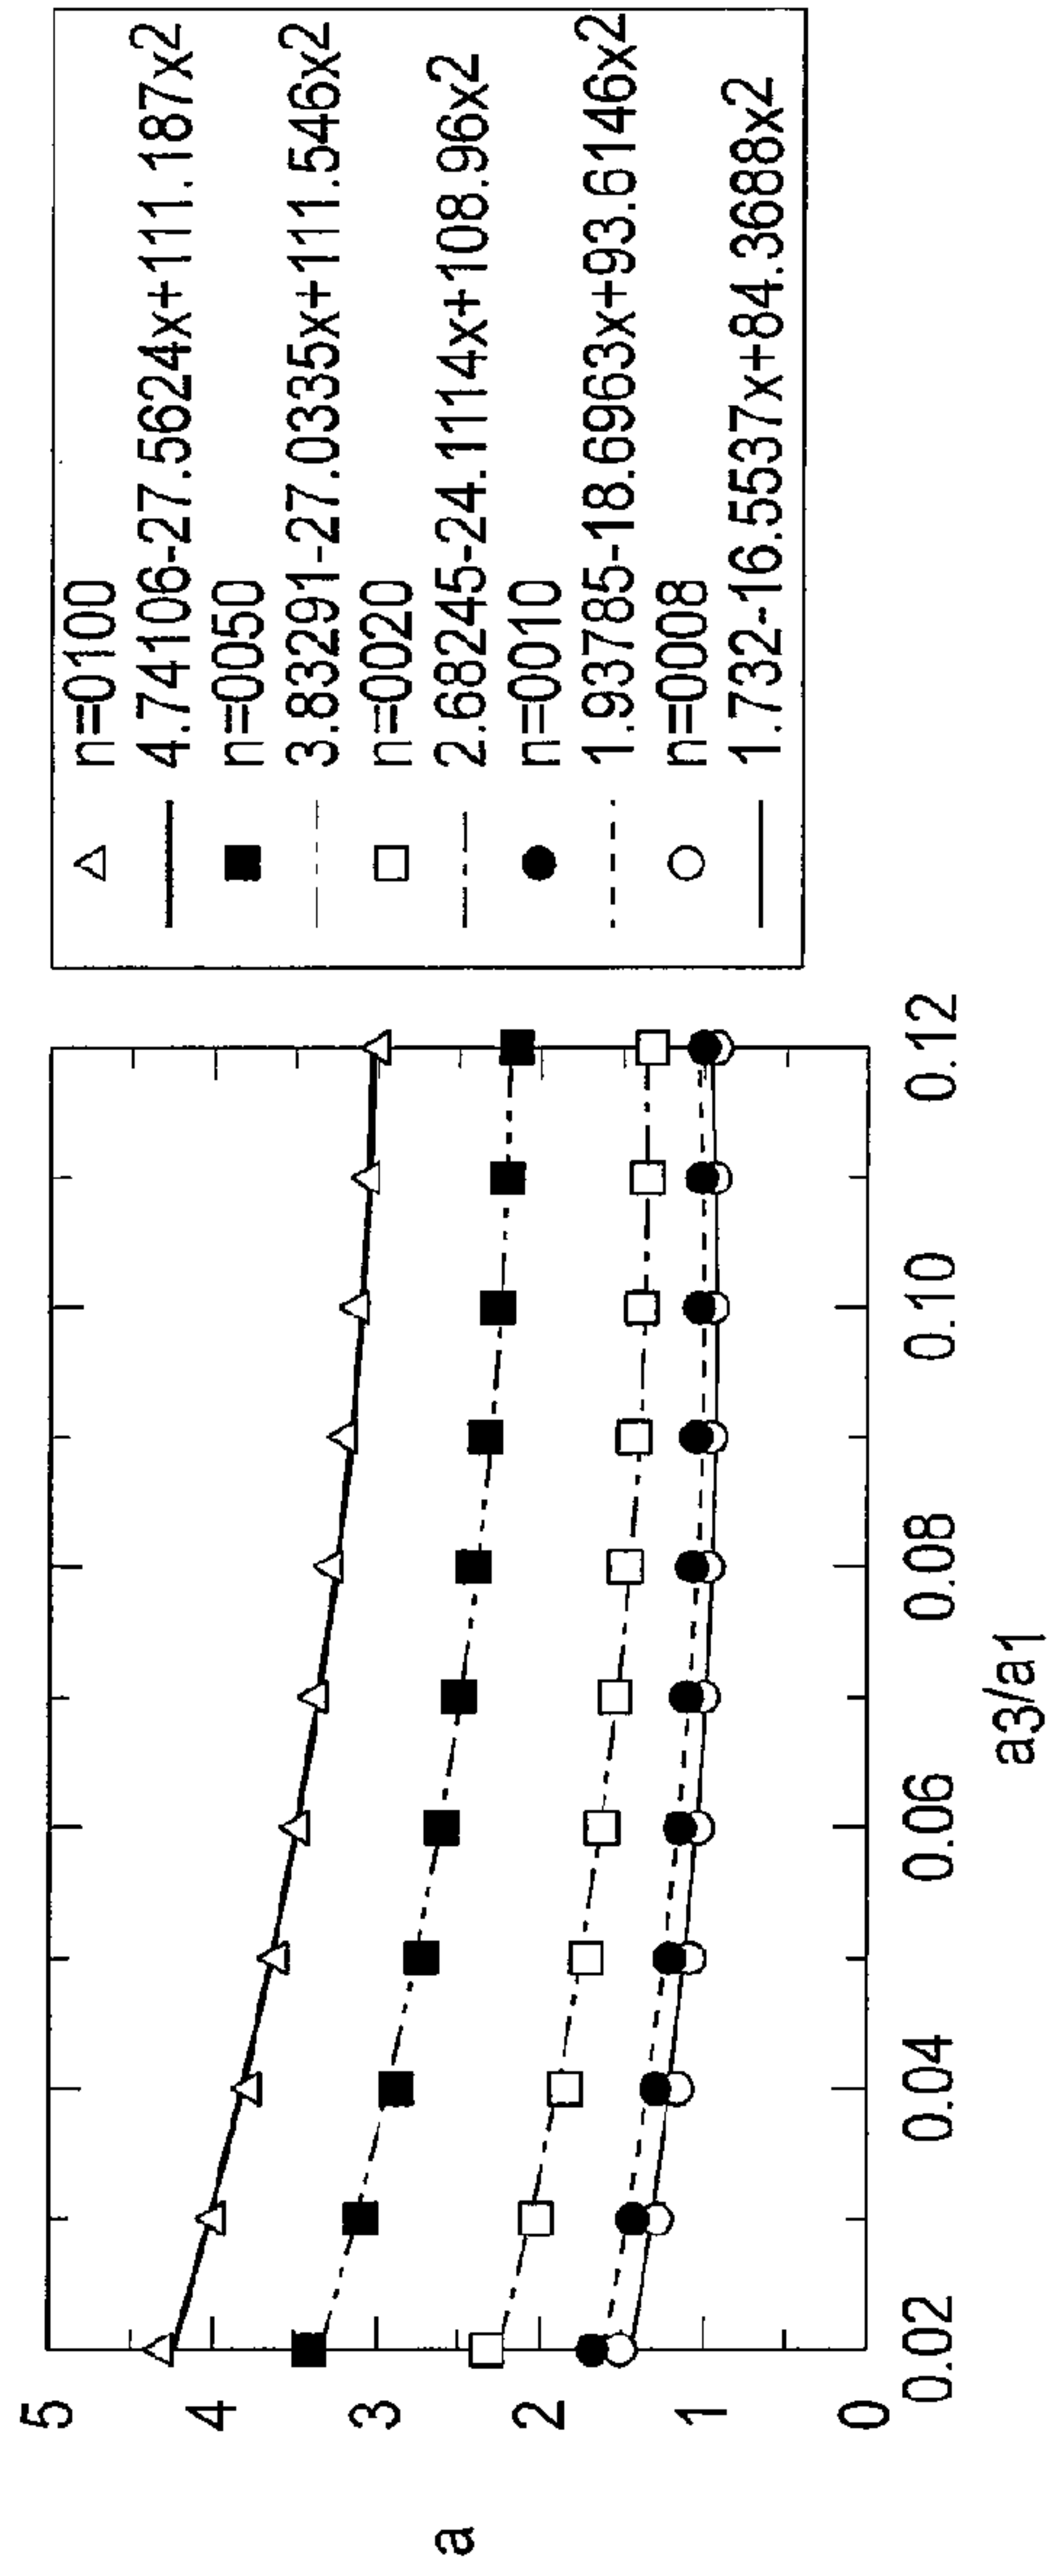 a
5
4
3
2
1
0
0.02
0.04
0.06
0.08
0.10
0.12
a3/a1
n=0100
4.74106-27.5624x+111.187x2
n=0050
3.83291-27.0335x+111.546x2
n=0020
2.68245-24.1114x+108.96x2
n=0010
1.93785-18.6963x+93.6146x2
n=0008
1.732-16.5537x+84.3688x2